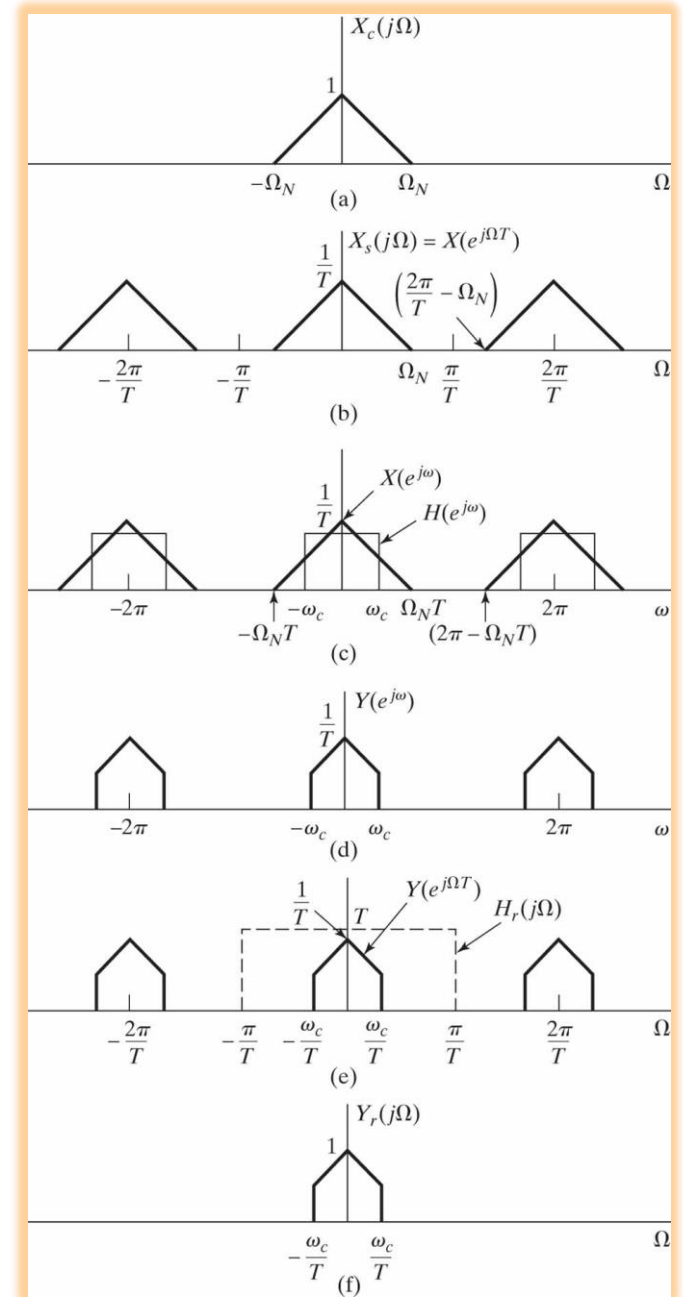 X_c(jΩ)
1
−Ω_N Ω_N Ω
(a)
1/T X_s(jΩ) = X(e^{jΩT})
(2π/T − Ω_N)
−2π/T −π/T Ω_N π/T 2π/T Ω
(b)
1/T X(e^{jω})
H(e^{jω})
−2π −ω_c ω_c Ω_N T 2π ω
−Ω_N T (2π − Ω_N T)
(c)
1/T Y(e^{jω})
−2π −ω_c ω_c 2π ω
(d)
1/T T Y(e^{jΩT}) H_r(jΩ)
−2π/T −π/T −ω_c/T ω_c/T π/T 2π/T Ω
(e)
Y_r(jΩ)
1
−ω_c/T ω_c/T Ω
(f)